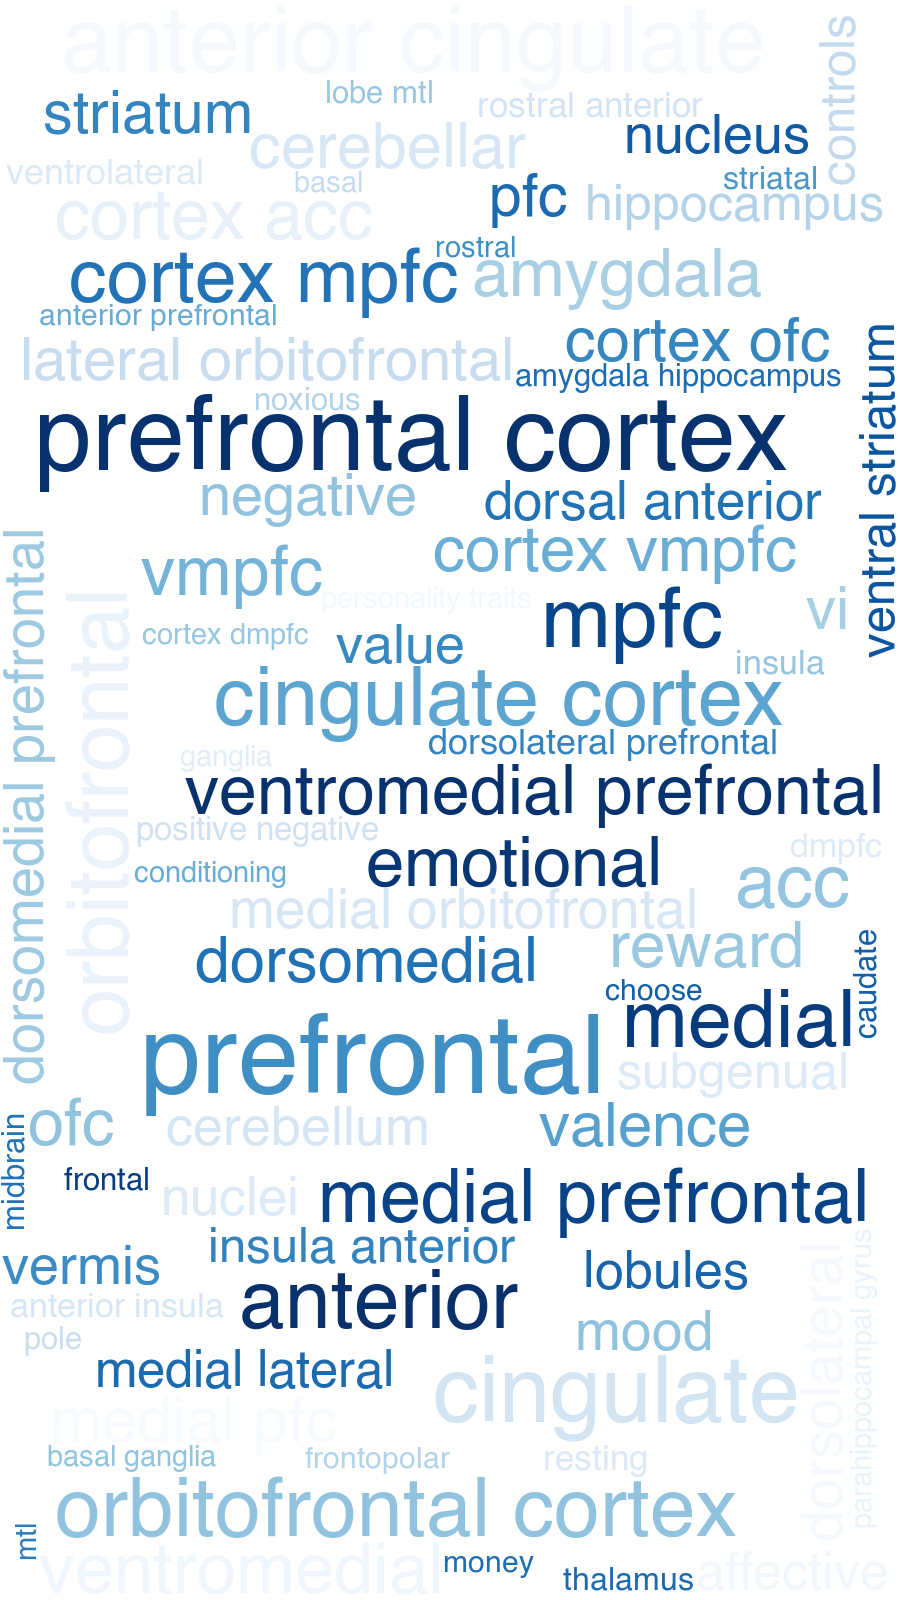 anterior cingulate
controls
lobe mtl
striatum
rostral anterior
nucleus
cerebellar
ventrolateral
basal
striatal
pfc
hippocampus
cortex acc
rostral
cortex mpfc
amygdala
anterior prefrontal
cortex ofc
lateral orbitofrontal
amygdala hippocampus
ventral striatum
noxious
prefrontal cortex
negative
dorsal anterior
dorsomedial prefrontal
cortex vmpfc
vmpfc
orbitofrontal
personality traits
mpfc
vi
cortex dmpfc
value
insula
cingulate cortex
dorsolateral prefrontal
ganglia
ventromedial prefrontal
positive negative
dmpfc
emotional
conditioning
acc
medial orbitofrontal
reward
caudate
dorsomedial
choose
medial
prefrontal
subgenual
ofc
cerebellum
valence
midbrain
frontal
nuclei
medial prefrontal
insula anterior
vermis
lobules
dorsolateral
parahippocampal gyrus
anterior insula
anterior
pole
mood
medial lateral
cingulate
medial pfc
basal ganglia
frontopolar
resting
orbitofrontal cortex
mtl
ventromedial
money
thalamus
affective